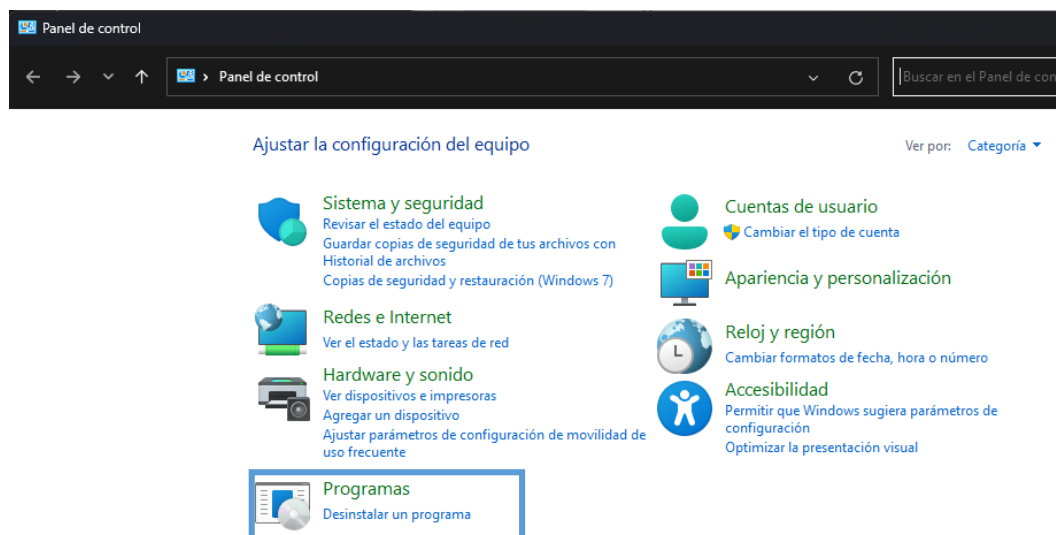 Panel de control
Panel de control
Buscar en el Panel de con
Ajustar la configuración del equipo
Ver por: Categoría
Sistema y seguridad
Revisar el estado del equipo
Guardar copias de seguridad de tus archivos con
Historial de archivos
Copias de seguridad y restauración (Windows 7)
Redes e Internet
Ver el estado y las tareas de red
Hardware y sonido
Ver dispositivos e impresoras
Agregar un dispositivo
Ajustar parámetros de configuración de movilidad de
uso frecuente
Programas
Desinstalar un programa
Cuentas de usuario
Cambiar el tipo de cuenta
Apariencia y personalización
Reloj y región
Cambiar formatos de fecha, hora o número
Accesibilidad
Permitir que Windows sugiera parámetros de
configuración
Optimizar la presentación visual